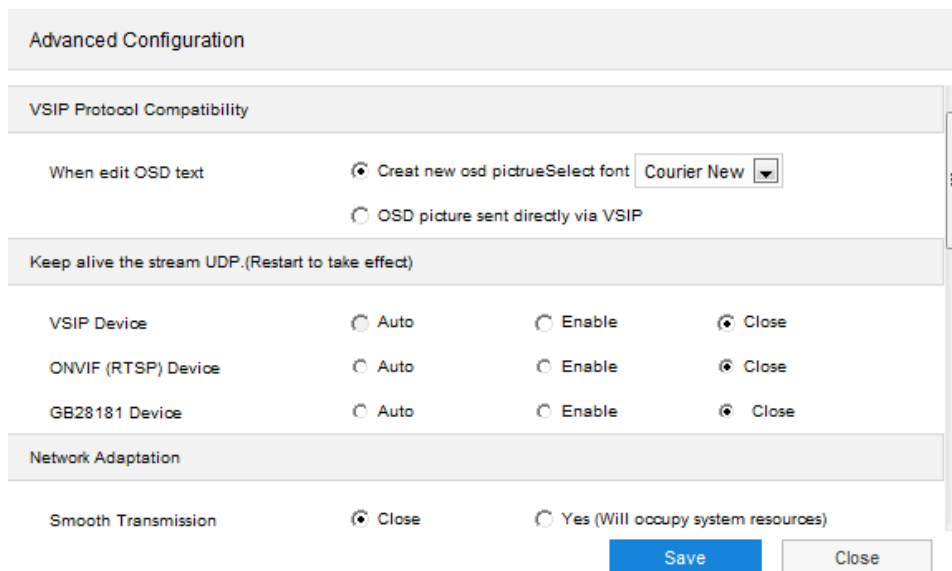 Advanced Configuration
VSIP Protocol Compatibility
When edit OSD text Creat new osd pictrueSelect font Courier New
OSD picture sent directly via VSIP
Keep alive the stream UDP.(Restart to take effect)
VSIP Device Auto Enable Close
ONVIF (RTSP) Device Auto Enable Close
GB28181 Device Auto Enable Close
Network Adaptation
Smooth Transmission Close Yes (Will occupy system resources)
Save Close